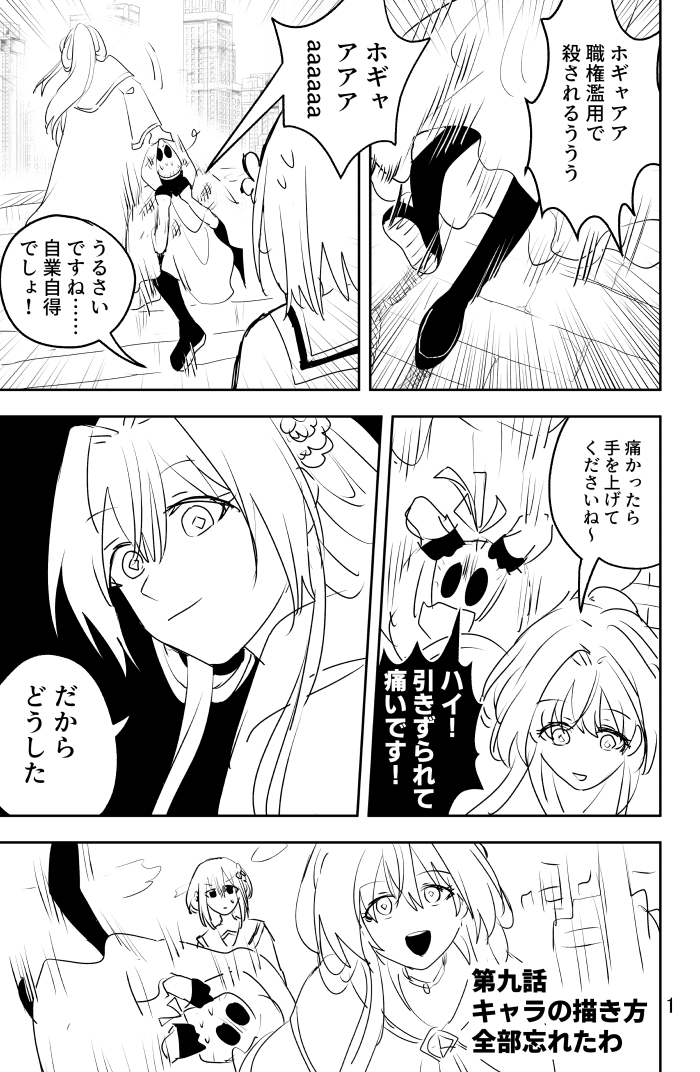 ホギャアア
職権濫用で
殺されるううう
ホギャ
アアア
aaaaaa
うるさい
ですね……
自業自得
でしょ！
痛かったら
手を上げて
くださいね～
ハイ！
引きずられて
痛いです！
だから
どうした
第九話
キャラの描き方
全部忘れたわ
1